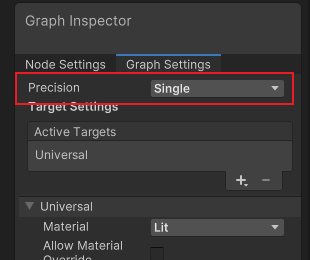 Graph Inspector
Node Settings Graph Settings
Precision Single
Target Settings
Active Targets
Universal
+ −
Universal
Material Lit
Allow Material
Override